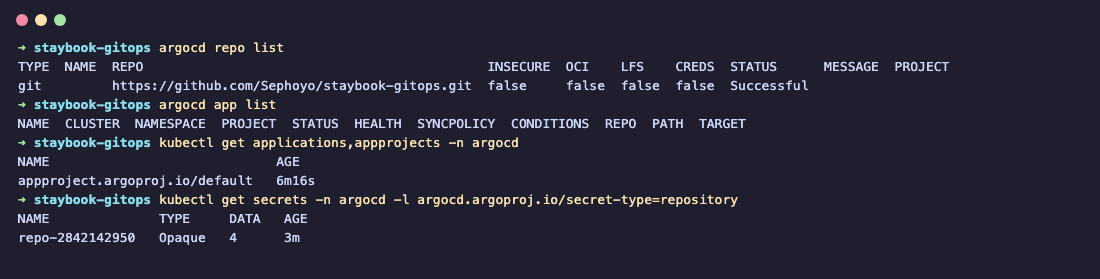 ➜ staybook-gitops argocd repo list
TYPE  NAME  REPO                                            INSECURE  OCI    LFS    CREDS  STATUS      MESSAGE  PROJECT
git         https://github.com/Sephoyo/staybook-gitops.git  false     false  false  false  Successful
➜ staybook-gitops argocd app list
NAME  CLUSTER  NAMESPACE  PROJECT  STATUS  HEALTH  SYNCPOLICY  CONDITIONS  REPO  PATH  TARGET
➜ staybook-gitops kubectl get applications,appprojects -n argocd
NAME                             AGE
appproject.argoproj.io/default   6m16s
➜ staybook-gitops kubectl get secrets -n argocd -l argocd.argoproj.io/secret-type=repository
NAME              TYPE     DATA   AGE
repo-2842142950   Opaque   4      3m